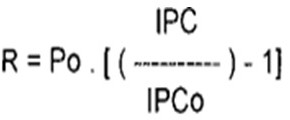 IPC
R = Po . [ ( ---------- ) - 1]
IPCo